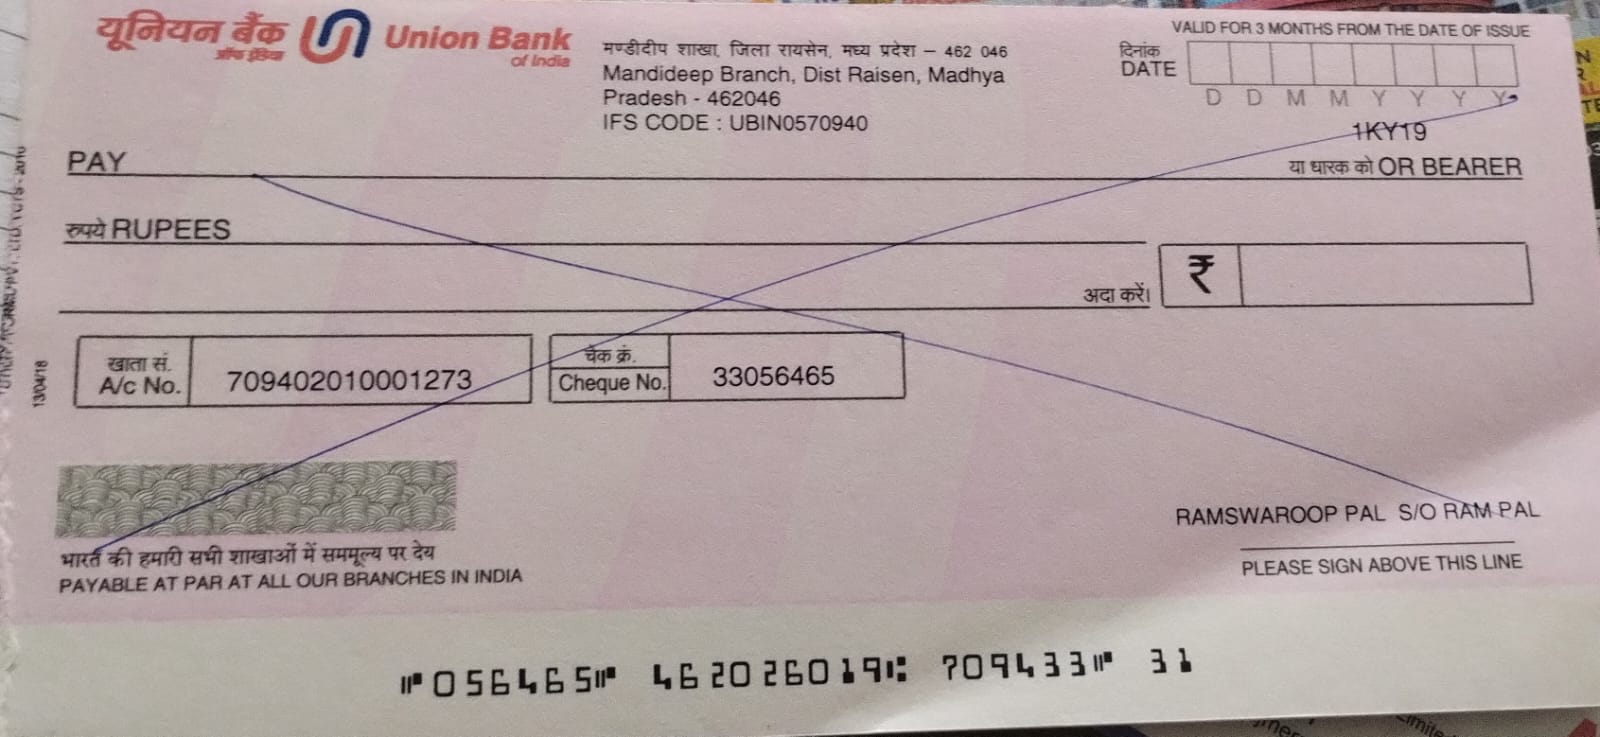 यूनियन बैंक
ऑफ इंडिया
Union Bank
of India
मण्डीदीप शाखा, जिला रायसेन, मध्य प्रदेश – 462 046
Mandideep Branch, Dist Raisen, Madhya
Pradesh - 462046
IFS CODE : UBIN0570940
VALID FOR 3 MONTHS FROM THE DATE OF ISSUE
दिनांक
DATE
D D M M Y Y Y Y
1KY19
PAY
या धारक को OR BEARER
रुपये RUPEES
अदा करें।
₹
खाता सं.
A/c No.
709402010001273
चेक क्रं.
Cheque No.
33056465
13/04/18
RAMSWAROOP PAL S/O RAM PAL
PLEASE SIGN ABOVE THIS LINE
भारत की हमारी सभी शाखाओं में सममूल्य पर देय
PAYABLE AT PAR AT ALL OUR BRANCHES IN INDIA
⑈056465⑈ 462026019⑆ 709433⑈ 31